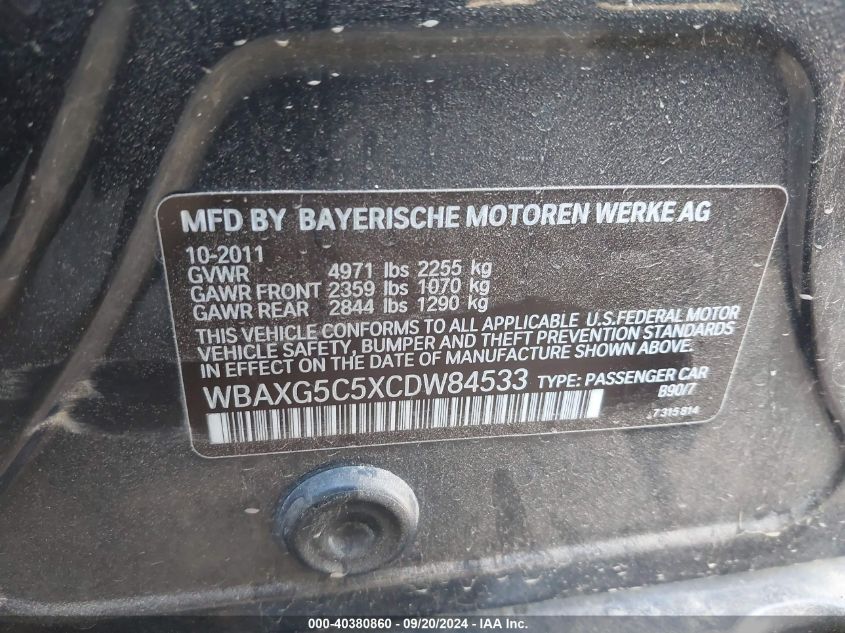 MFD BY BAYERISCHE MOTOREN WERKE AG
10-2011
GVWR 4971 lbs 2255 kg
GAWR FRONT 2359 lbs 1070 kg
GAWR REAR 2844 lbs 1290 kg
THIS VEHICLE CONFORMS TO ALL APPLICABLE U.S.FEDERAL MOTOR
VEHICLE SAFETY, BUMPER AND THEFT PREVENTION STANDARDS
IN EFFECT ON THE DATE OF MANUFACTURE SHOWN ABOVE.
WBAXG5C5XCDW84533 TYPE: PASSENGER CAR
B90/7
7 315 814
000-40380860 - 09/20/2024 - IAA Inc.